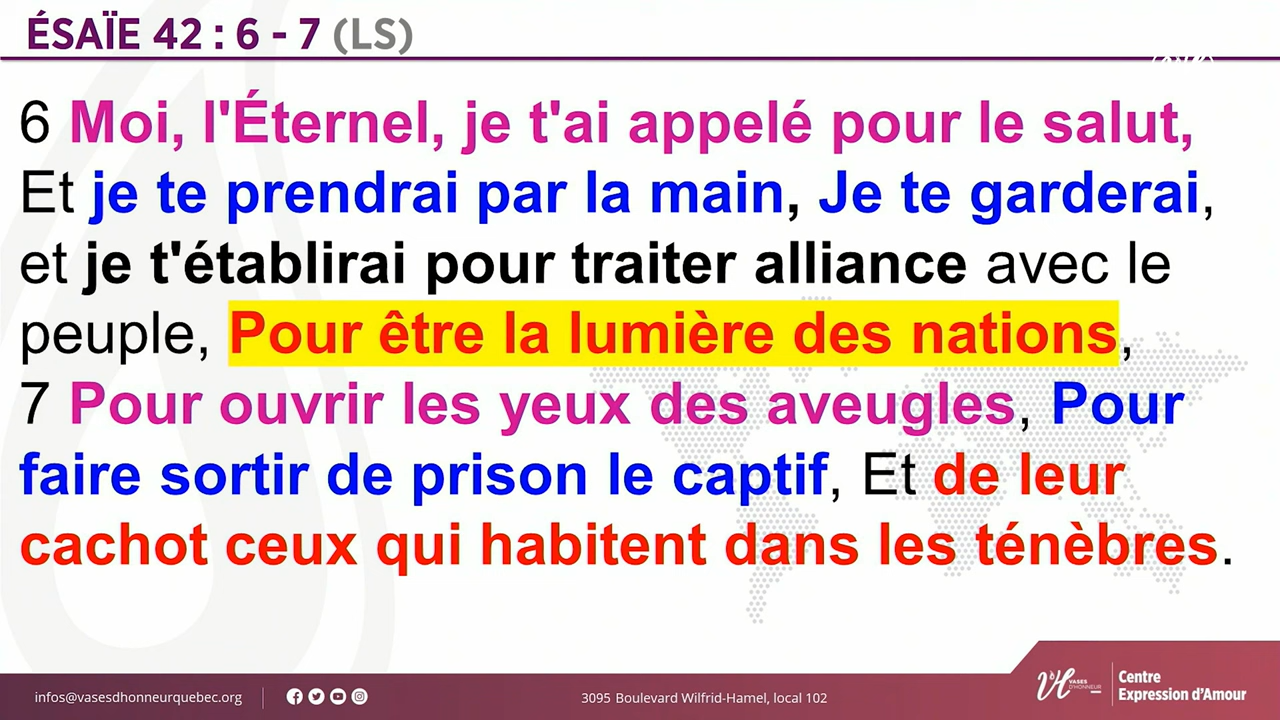 ÉSAÏE 42 : 6 - 7 (LS)
6 Moi, l'Éternel, je t'ai appelé pour le salut,
Et je te prendrai par la main, Je te garderai,
et je t'établirai pour traiter alliance avec le
peuple, Pour être la lumière des nations,
7 Pour ouvrir les yeux des aveugles, Pour
faire sortir de prison le captif, Et de leur
cachot ceux qui habitent dans les ténèbres.
infos@vasesdhonneurquebec.org
3095 Boulevard Wilfrid-Hamel, local 102
VASES
D'HONNEUR
Centre
Expression d'Amour